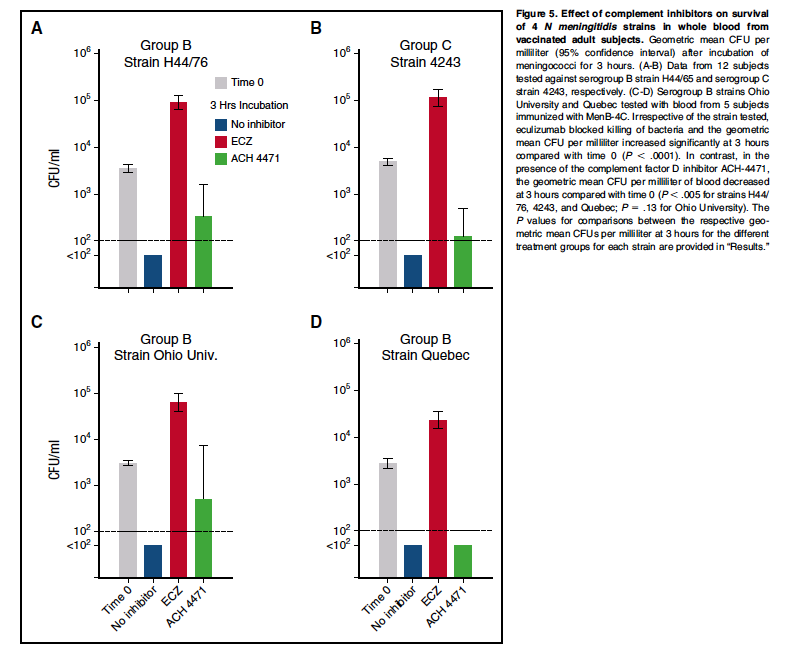 A
Group B
Strain H44/76
10⁶
10⁵
10⁴
10³
10²
<10²
CFU/ml
Time 0
3 Hrs Incubation
No inhibitor
ECZ
ACH 4471
B
Group C
Strain 4243
10⁶
10⁵
10⁴
10³
10²
<10²
C
Group B
Strain Ohio Univ.
10⁶
10⁵
10⁴
10³
10²
<10²
CFU/ml
Time 0
No inhibitor
ECZ
ACH 4471
D
Group B
Strain Quebec
10⁶
10⁵
10⁴
10³
10²
<10²
Time 0
No inhibitor
ECZ
ACH 4471
Figure 5. Effect of complement inhibitors on survival
of 4 N meningitidis strains in whole blood from
vaccinated adult subjects. Geometric mean CFU per
milliliter (95% confidence interval) after incubation of
meningococci for 3 hours. (A-B) Data from 12 subjects
tested against serogroup B strain H44/65 and serogroup C
strain 4243, respectively. (C-D) Serogroup B strains Ohio
University and Quebec tested with blood from 5 subjects
immunized with MenB-4C. Irrespective of the strain tested,
eculizumab blocked killing of bacteria and the geometric
mean CFU per milliliter increased significantly at 3 hours
compared with time 0 (P < .0001). In contrast, in the
presence of the complement factor D inhibitor ACH-4471,
the geometric mean CFU per milliliter of blood decreased
at 3 hours compared with time 0 (P < .005 for strains H44/
76, 4243, and Quebec; P = .13 for Ohio University). The
P values for comparisons between the respective geo-
metric mean CFUs per milliliter at 3 hours for the different
treatment groups for each strain are provided in “Results.”